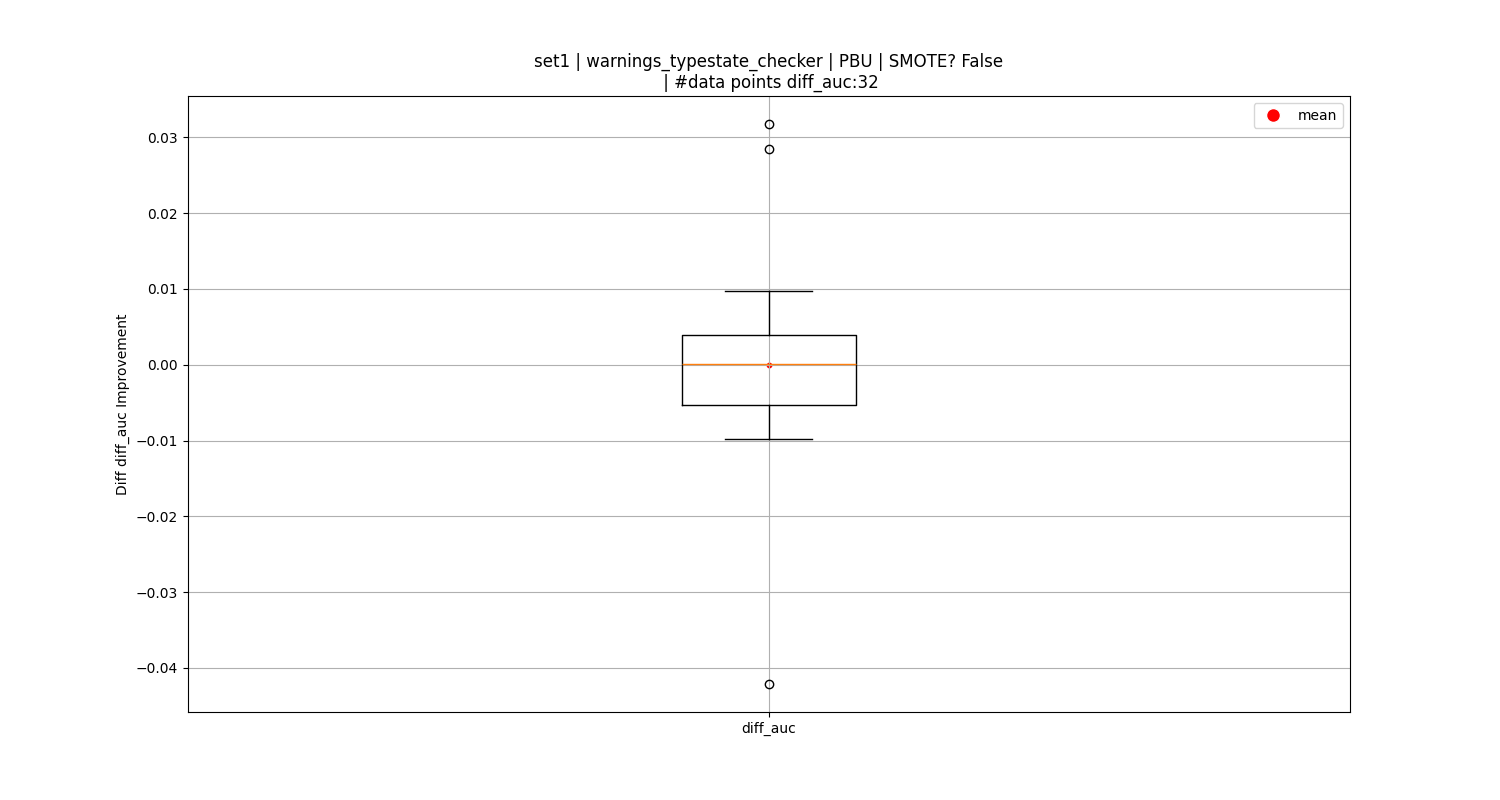 set1 | warnings_typestate_checker | PBU | SMOTE? False
| #data points diff_auc:32
mean
0.03
0.02
0.01
0.00
−0.01
−0.02
−0.03
−0.04
Diff diff_auc Improvement
diff_auc